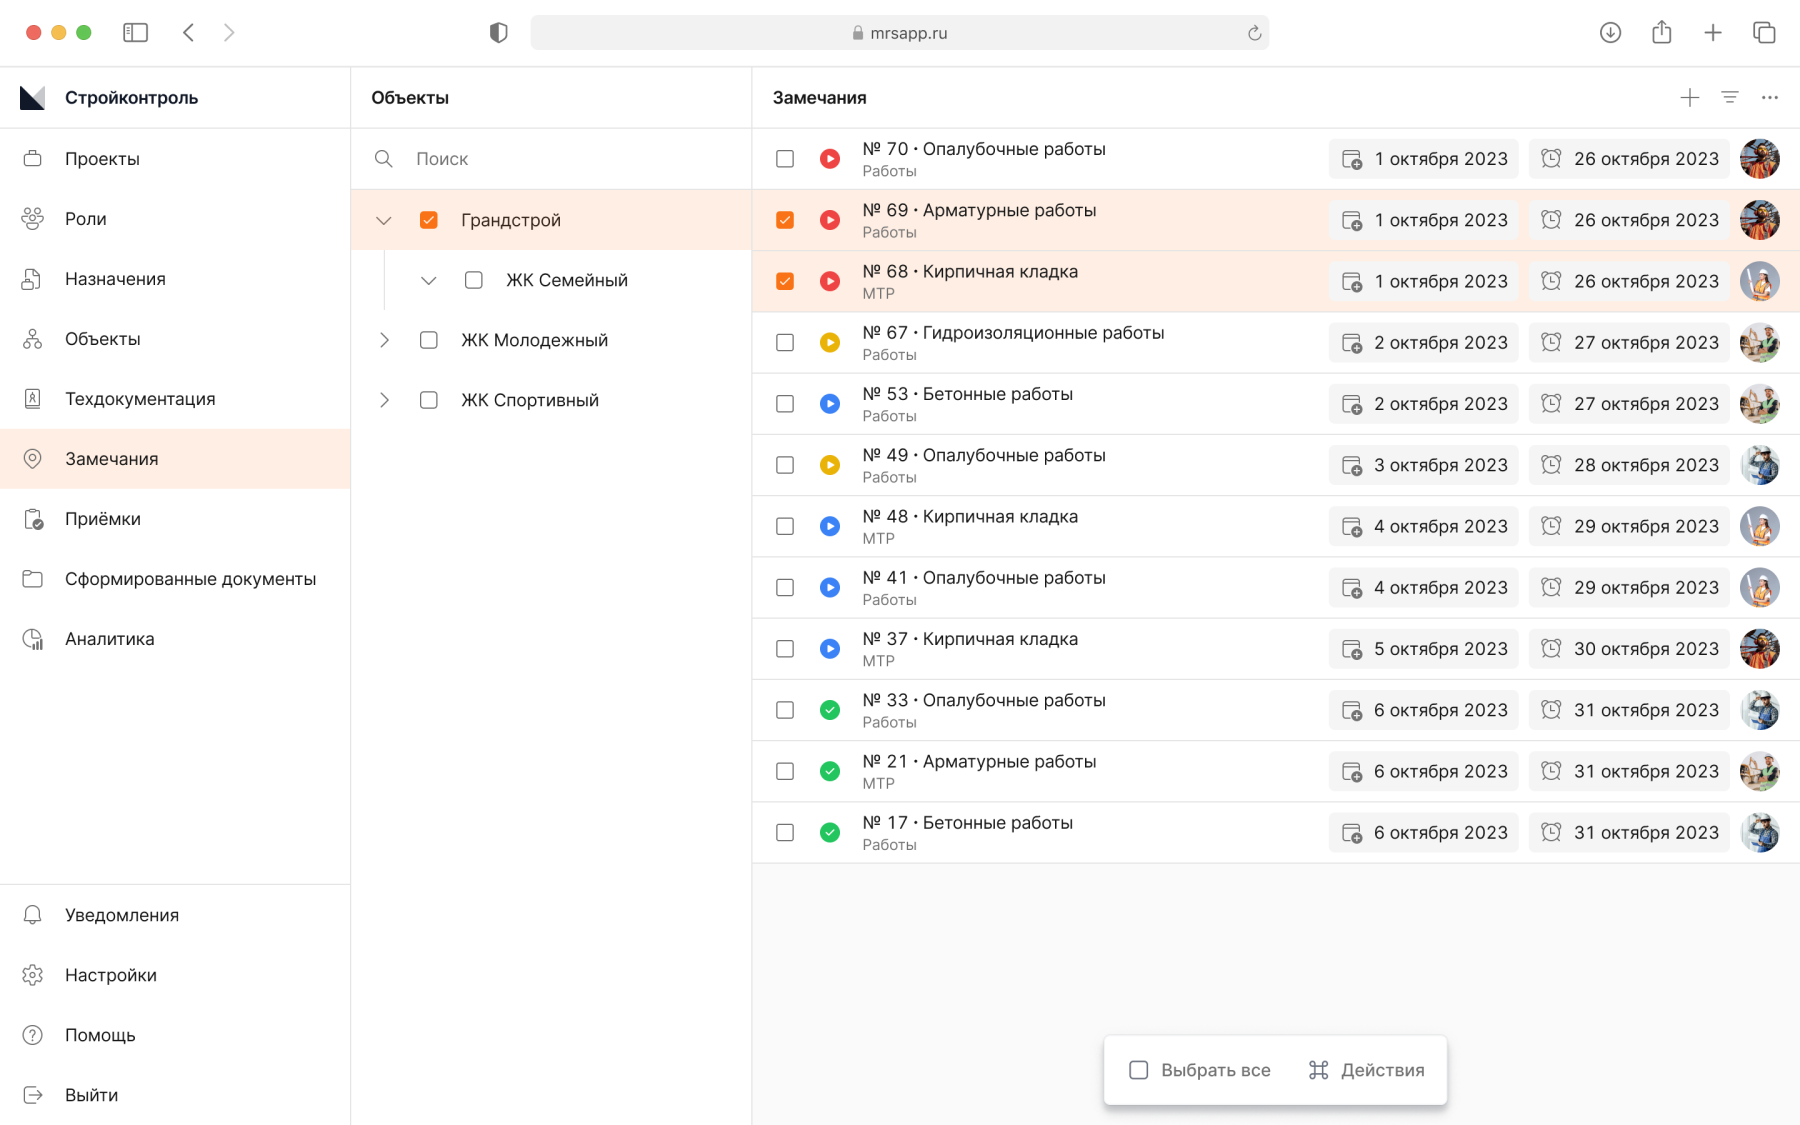 mrsapp.ru
Стройконтроль
Проекты
Роли
Назначения
Объекты
Техдокументация
Замечания
Приёмки
Сформированные документы
Аналитика
Уведомления
Настройки
Помощь
Выйти
Объекты
Поиск
Грандстрой
ЖК Семейный
ЖК Молодежный
ЖК Спортивный
Замечания
№ 70 • Опалубочные работы
Работы
1 октября 2023
26 октября 2023
№ 69 • Арматурные работы
Работы
1 октября 2023
26 октября 2023
№ 68 • Кирпичная кладка
МТР
1 октября 2023
26 октября 2023
№ 67 • Гидроизоляционные работы
Работы
2 октября 2023
27 октября 2023
№ 53 • Бетонные работы
Работы
2 октября 2023
27 октября 2023
№ 49 • Опалубочные работы
Работы
3 октября 2023
28 октября 2023
№ 48 • Кирпичная кладка
МТР
4 октября 2023
29 октября 2023
№ 41 • Опалубочные работы
Работы
4 октября 2023
29 октября 2023
№ 37 • Кирпичная кладка
МТР
5 октября 2023
30 октября 2023
№ 33 • Опалубочные работы
Работы
6 октября 2023
31 октября 2023
№ 21 • Арматурные работы
МТР
6 октября 2023
31 октября 2023
№ 17 • Бетонные работы
Работы
6 октября 2023
31 октября 2023
Выбрать все
Действия